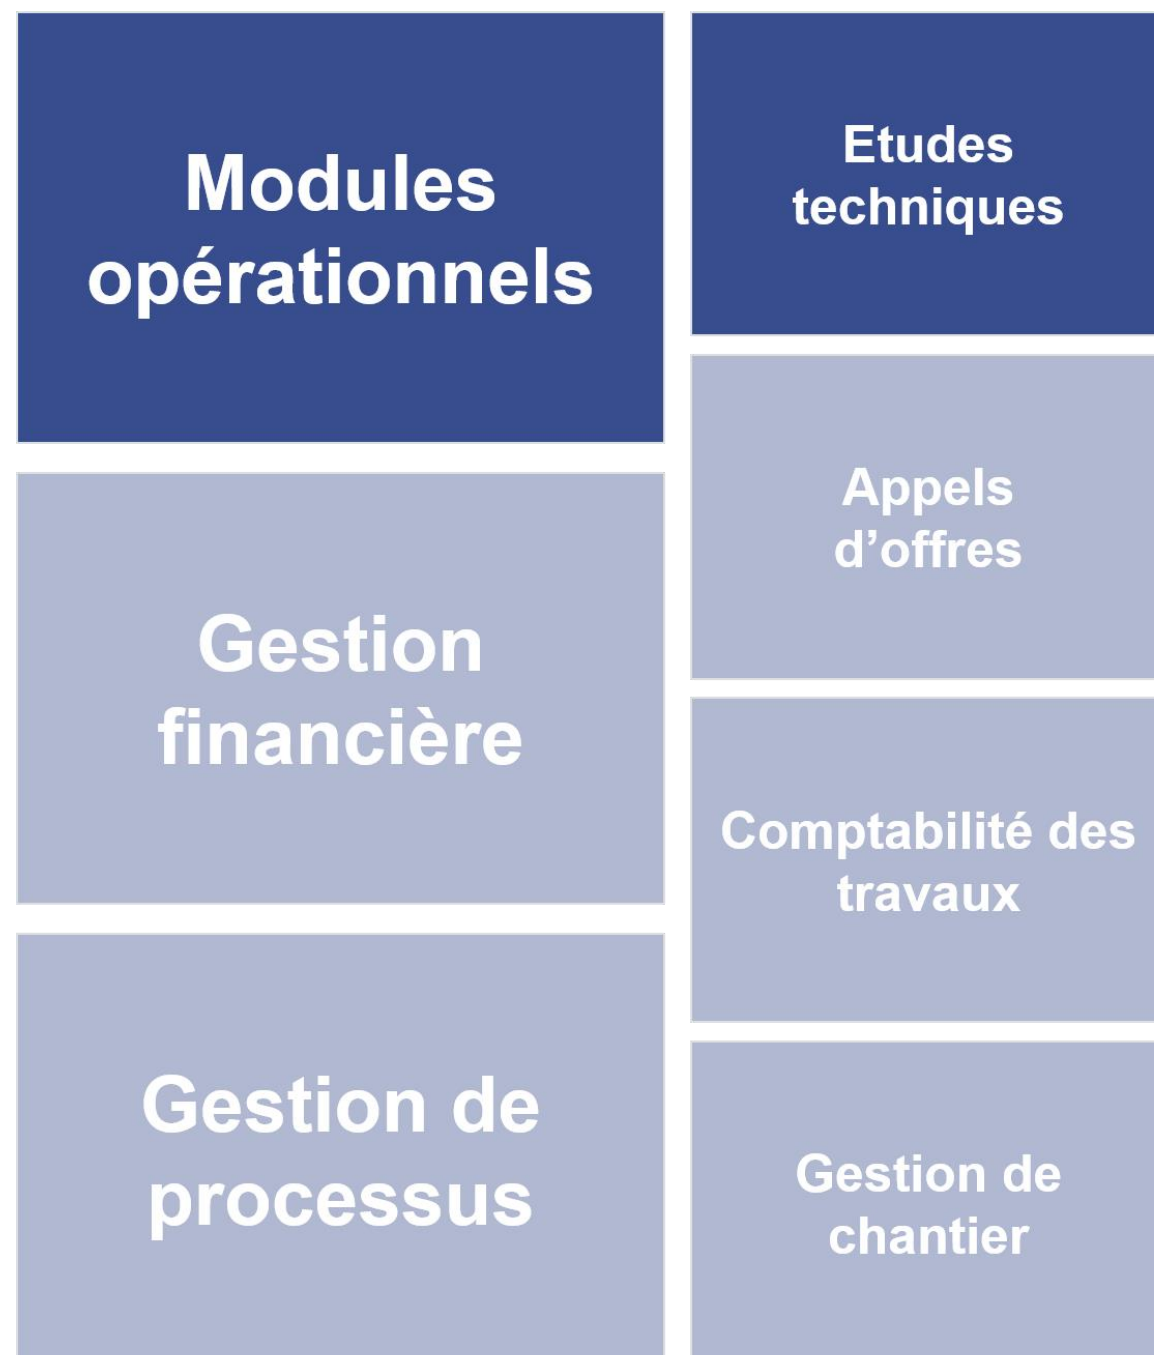 Modules
opérationnels
Gestion
financière
Gestion de
processus
Etudes
techniques
Appels
d’offres
Comptabilité des
travaux
Gestion de
chantier